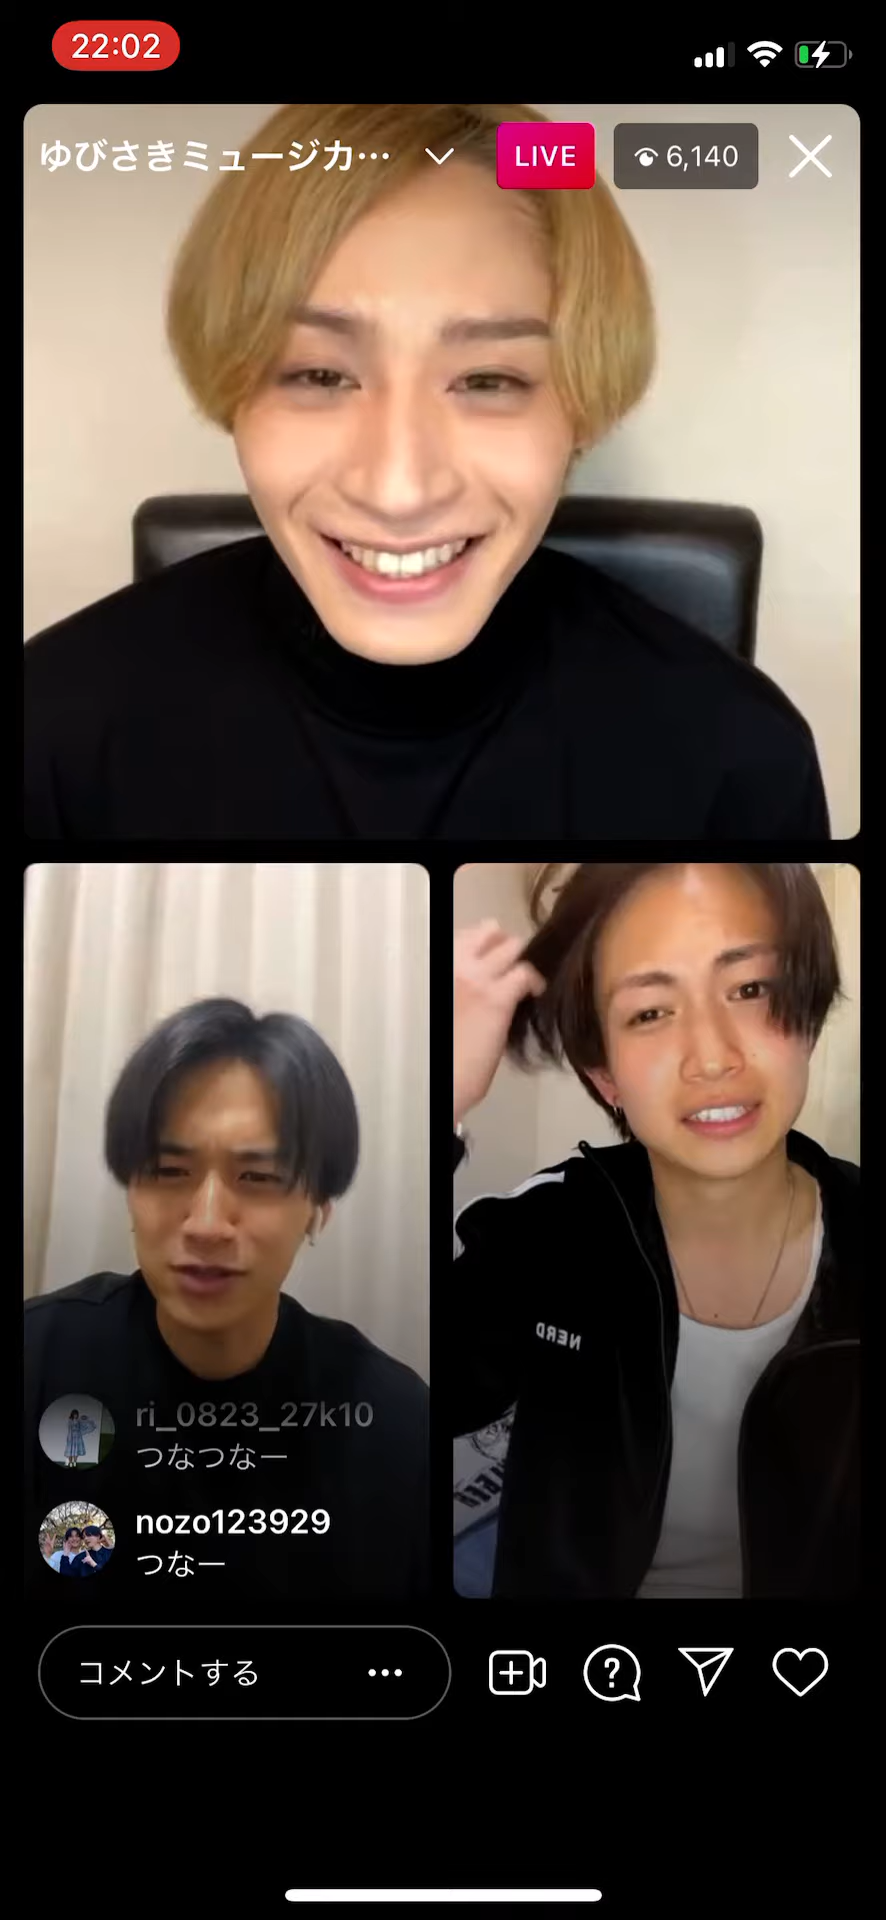 22:02
ゆびさきミュージカ…
LIVE
6,140
NERD
ri_0823_27k10
つなつなー
nozo123929
つなー
コメントする